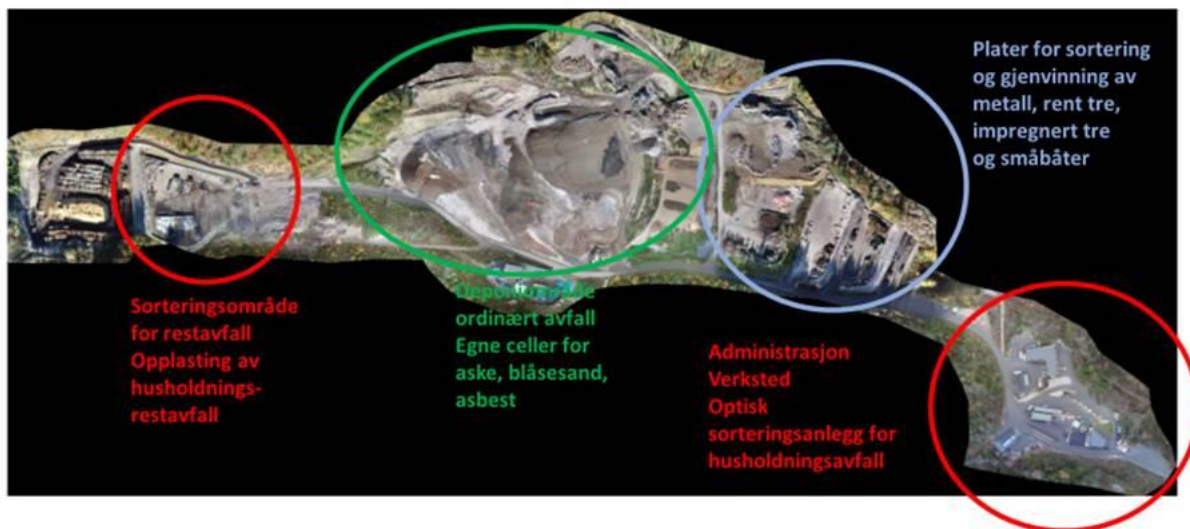 Plater for sortering
og gjenvinning av
metall, rent tre,
impregnert tre
og småbåter
Sorteringsområde
for restavfall
Opplasting av
husholdnings-
restavfall
Deponiområde
ordinært avfall
Egne celler for
aske, blåsesand,
asbest
Administrasjon
Verksted
Optisk
sorteringsanlegg for
husholdningsavfall